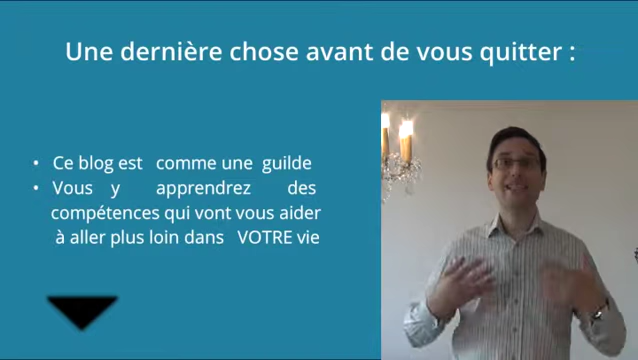 Une dernière chose avant de vous quitter :
• Ce blog est comme une guilde
• Vous y apprendrez des
compétences qui vont vous aider
à aller plus loin dans VOTRE vie